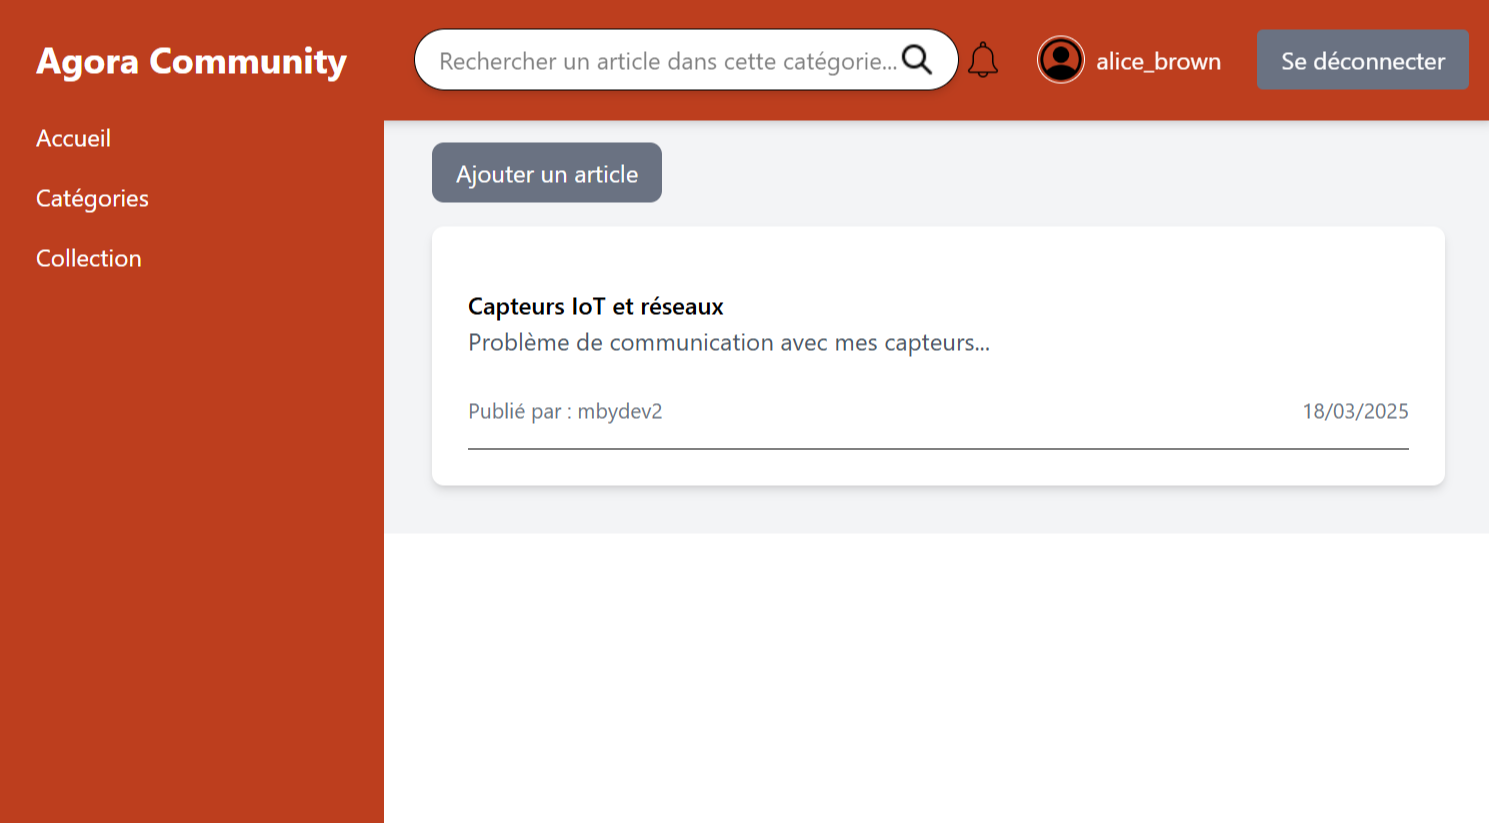 Agora Community
Accueil
Catégories
Collection
Rechercher un article dans cette catégorie...
alice_brown
Se déconnecter
Ajouter un article
Capteurs IoT et réseaux
Problème de communication avec mes capteurs...
Publié par : mbydev2
18/03/2025